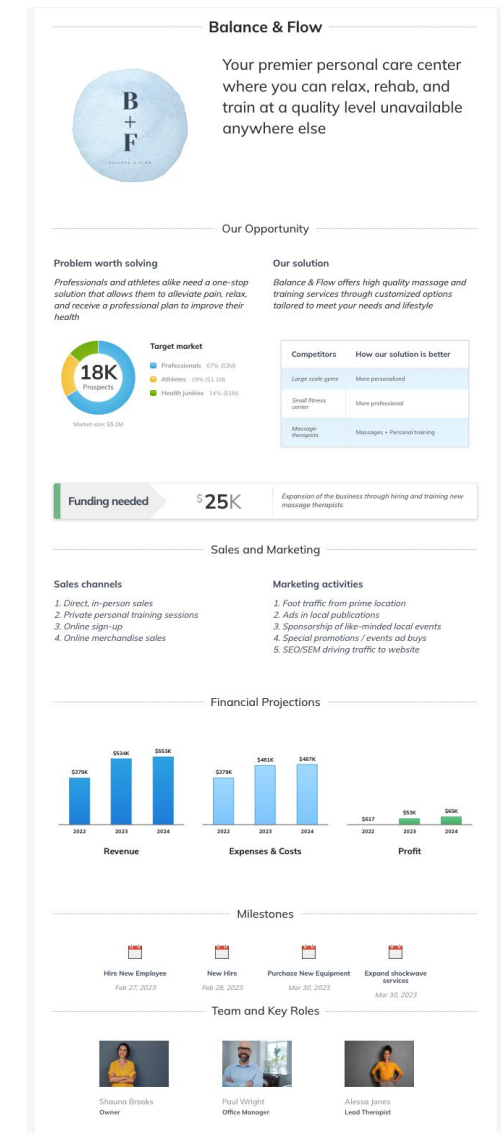 Balance & Flow
B
+
F
BALANCE & FLOW
Your premier personal care center
where you can relax, rehab, and
train at a quality level unavailable
anywhere else
Our Opportunity
Problem worth solving
Professionals and athletes alike need a one-stop
solution that allows them to alleviate pain, relax,
and receive a professional plan to improve their
health
Our solution
Balance & Flow offers high quality massage and
training services through customized options
tailored to meet your needs and lifestyle
18K
Prospects
Market size: $5.1M
Target market
Professionals 67% ($3M)
Athletes 19% ($1.1M)
Health junkies 14% ($1M)
Competitors How our solution is better
Large scale gyms More personalized
Small fitness
center
More professional
Massage
therapists
Massages + Personal training
Funding needed
$25K
Expansion of the business through hiring and training new
massage therapists
Sales and Marketing
Sales channels
1. Direct, in-person sales
2. Private personal training sessions
3. Online sign-up
4. Online merchandise sales
Marketing activities
1. Foot traffic from prime location
2. Ads in local publications
3. Sponsorship of like-minded local events
4. Special promotions / events ad buys
5. SEO/SEM driving traffic to website
Financial Projections
$379K $534K $553K
2022 2023 2024
Revenue
$379K $481K $487K
2022 2023 2024
Expenses & Costs
$617 $53K $65K
2022 2023 2024
Profit
Milestones
Hire New Employee
Feb 27, 2023
New Hire
Feb 28, 2023
Purchase New Equipment
Mar 30, 2023
Expand shockwave
services
Mar 30, 2023
Team and Key Roles
Shauna Brooks
Owner
Paul Wright
Office Manager
Alessa Jones
Lead Therapist